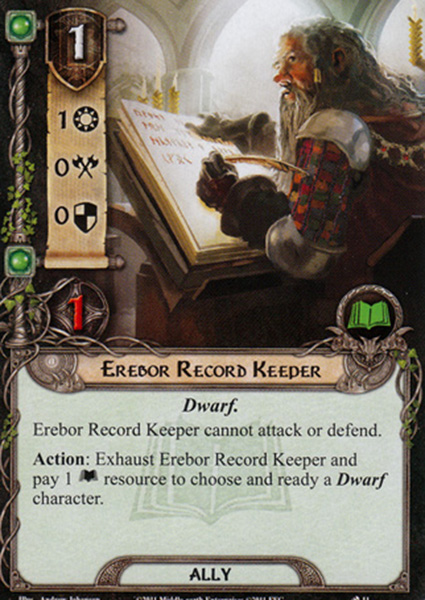 1
1
0
0
1
EREBOR RECORD KEEPER
Dwarf.
Erebor Record Keeper cannot attack or defend.
Action: Exhaust Erebor Record Keeper and
pay 1 resource to choose and ready a Dwarf
character.
ALLY